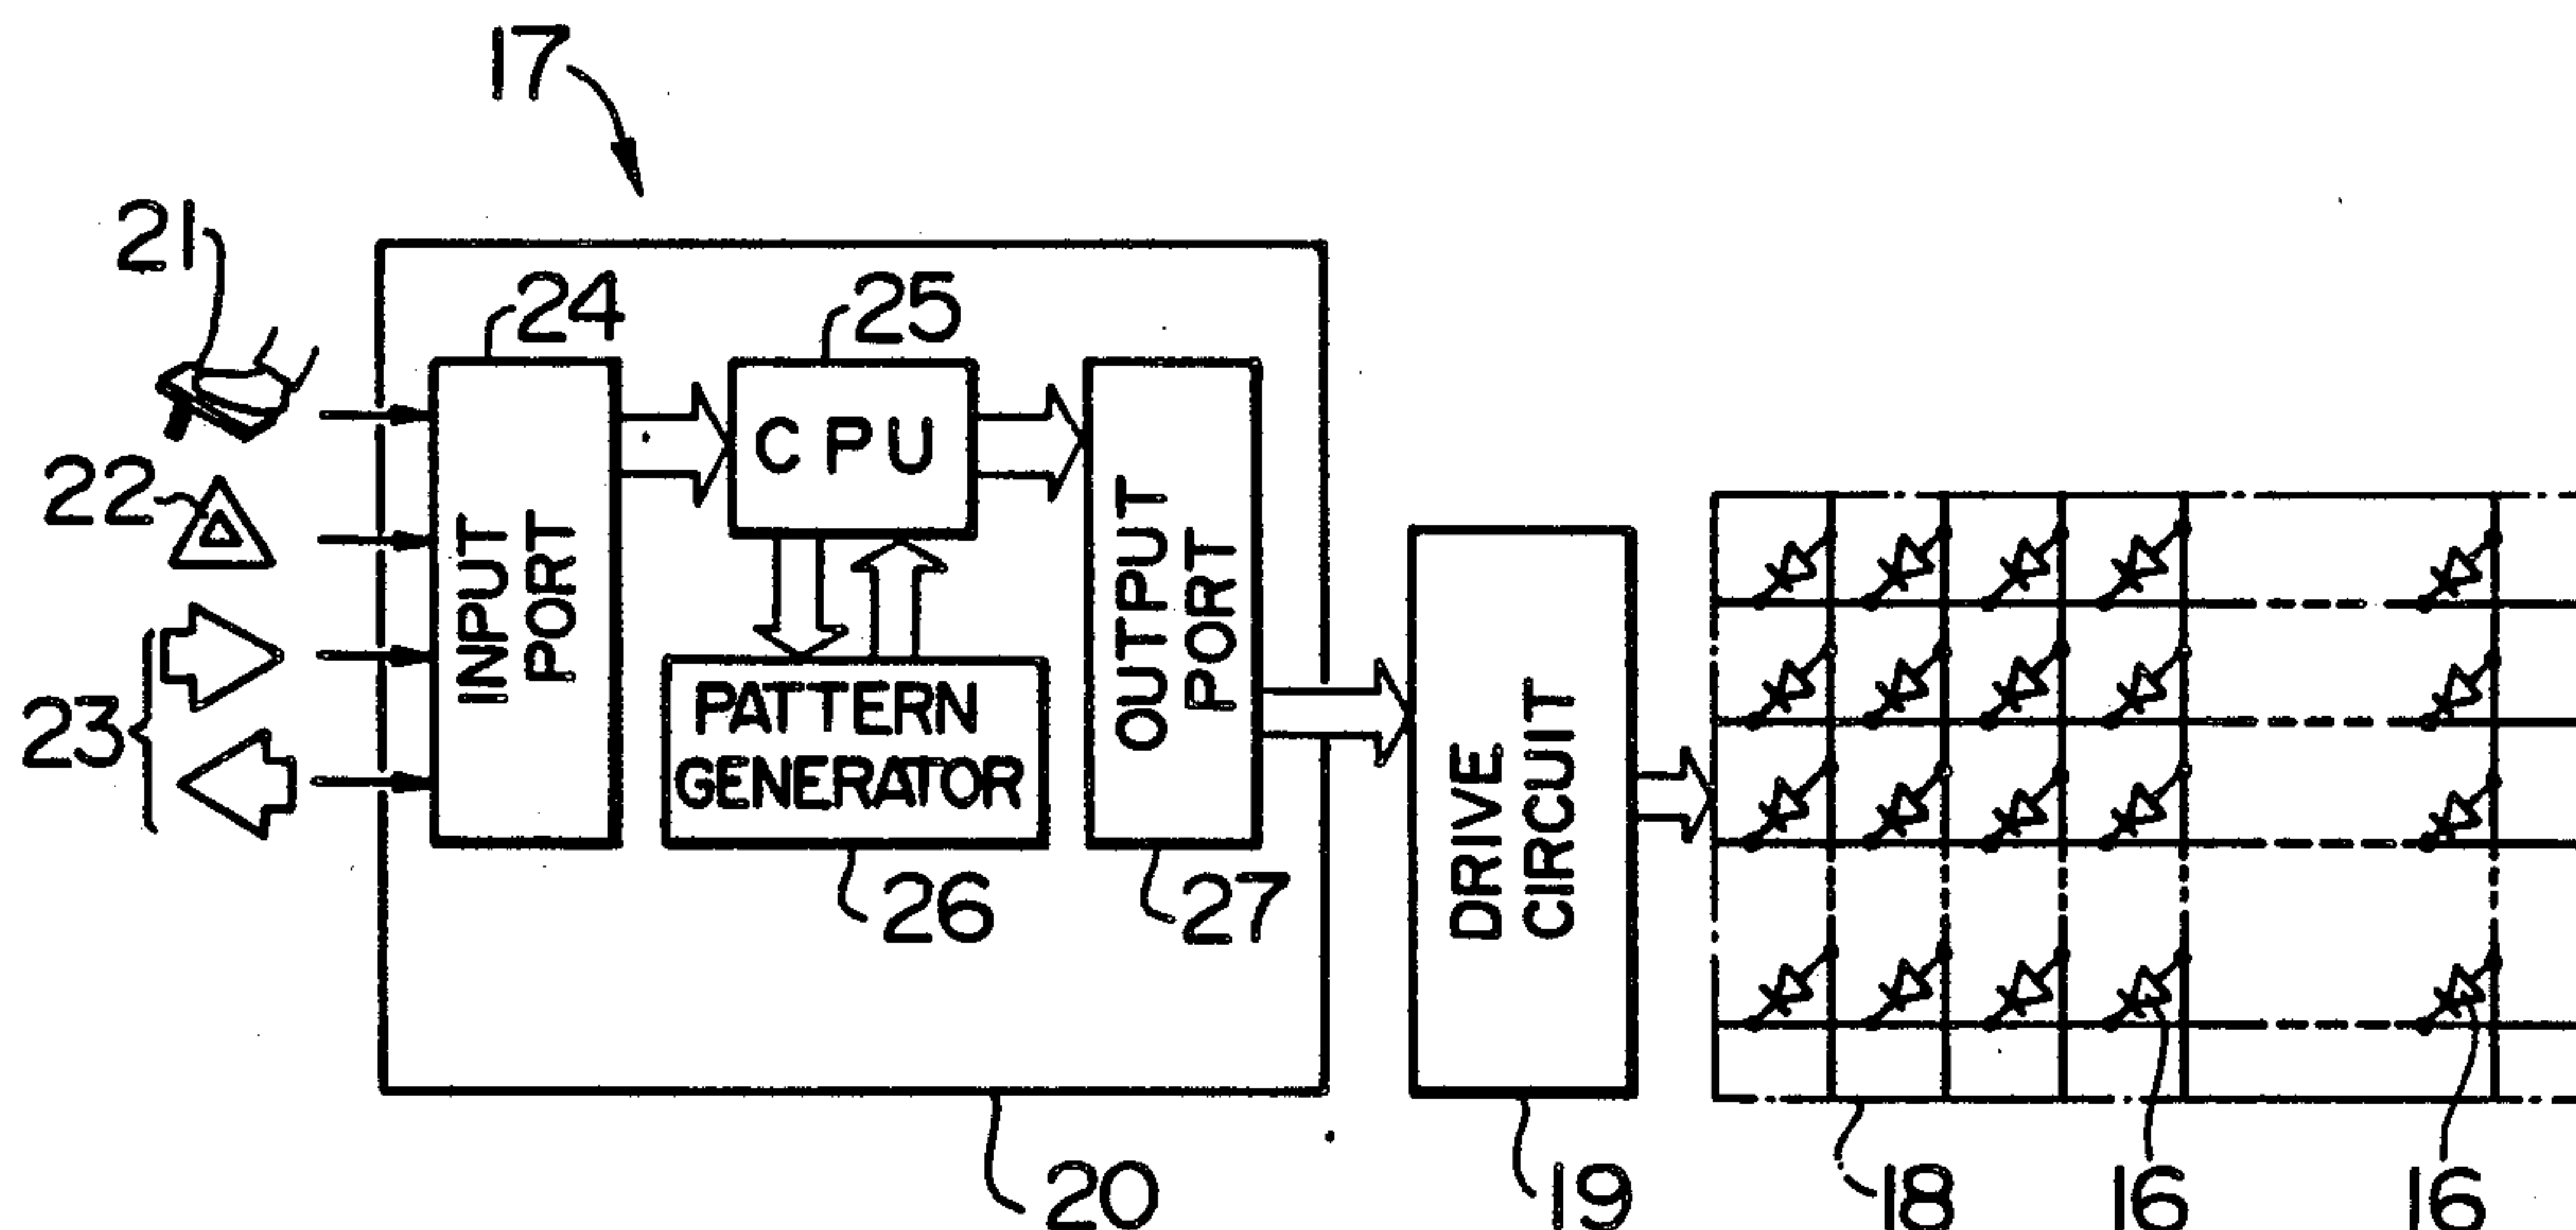 17
21
24
25
22
CPU
INPUT
PORT
OUTPUT
PORT
23
PATTERN
GENERATOR
DRIVE
CIRCUIT
26
27
20
19
18
16
16